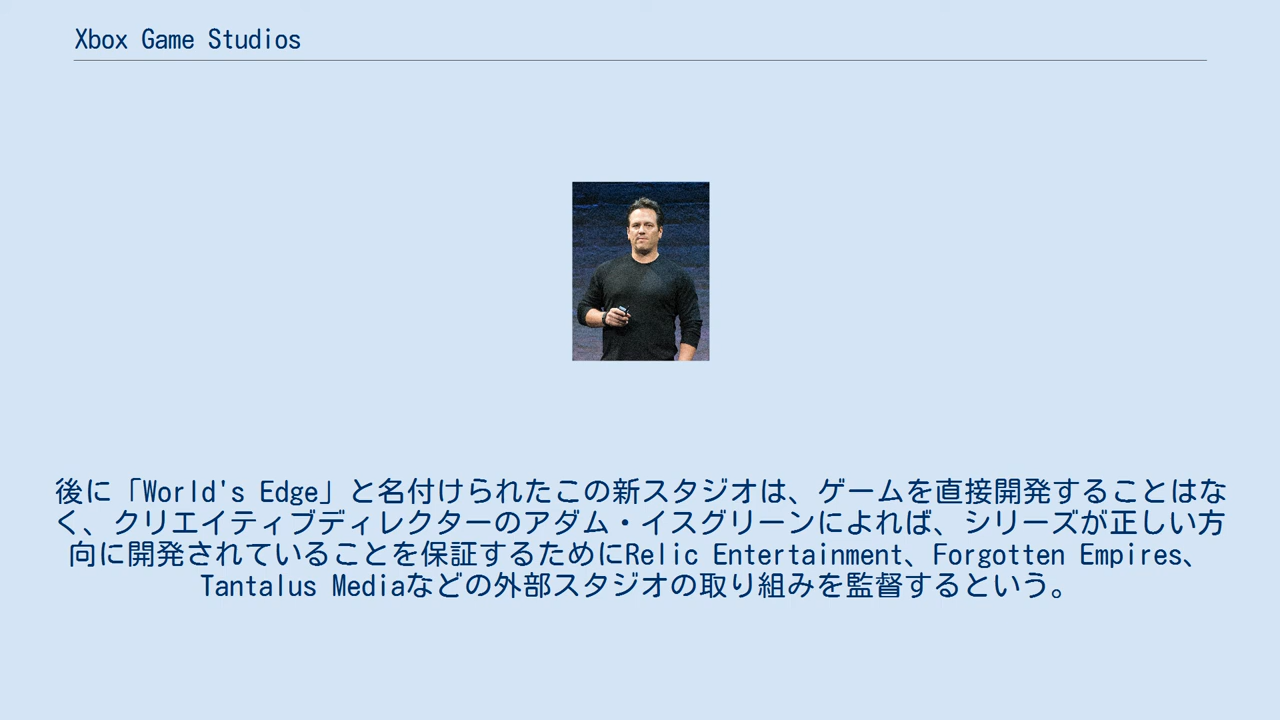 Xbox Game Studios
後に「World's Edge」と名付けられたこの新スタジオは、ゲームを直接開発することはな
く、クリエイティブディレクターのアダム・イスグリーンによれば、シリーズが正しい方
向に開発されていることを保証するためにRelic Entertainment、Forgotten Empires、
Tantalus Mediaなどの外部スタジオの取り組みを監督するという。